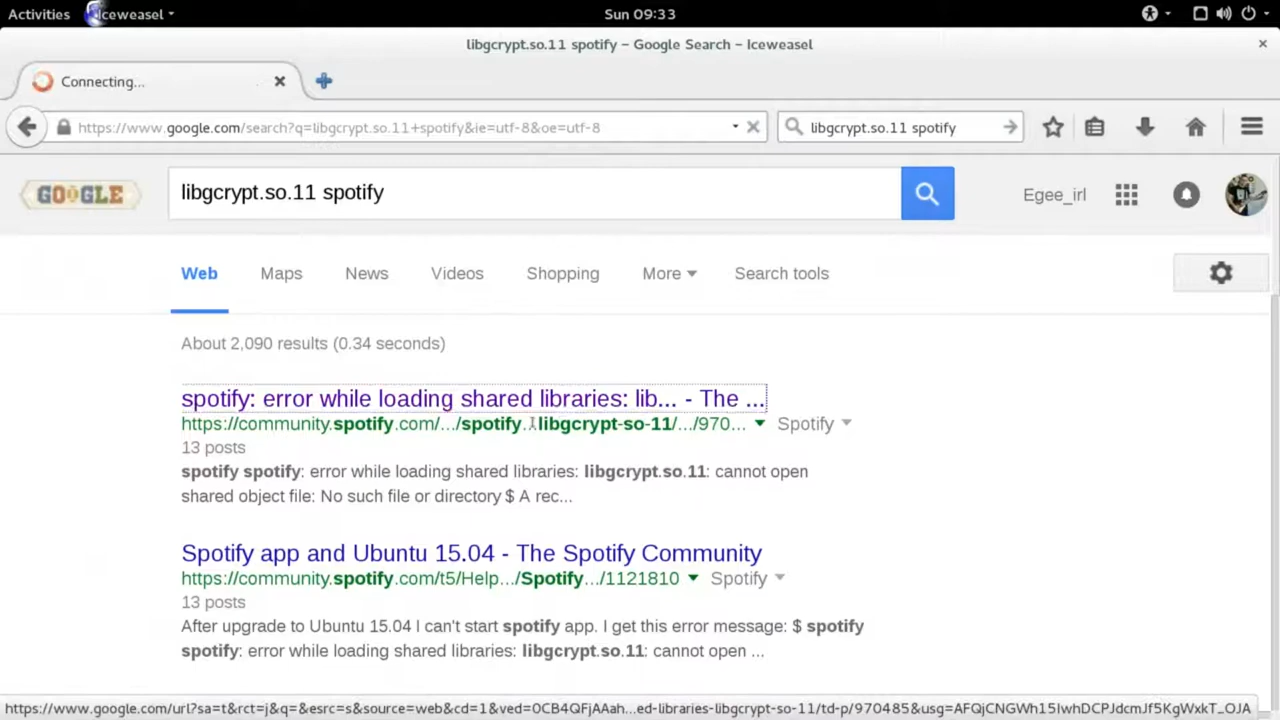 Activities
Iceweasel
Sun 09:33
libgcrypt.so.11 spotify – Google Search – Iceweasel
Connecting...
https://www.google.com/search?q=libgcrypt.so.11+spotify&ie=utf-8&oe=utf-8
libgcrypt.so.11 spotify
GOOGLE
libgcrypt.so.11 spotify
Egee_irl
Web Maps News Videos Shopping More Search tools
About 2,090 results (0.34 seconds)
spotify: error while loading shared libraries: lib... - The ...
https://community.spotify.com/.../spotify...libgcrypt-so-11/.../970... Spotify
13 posts
spotify spotify: error while loading shared libraries: libgcrypt.so.11: cannot open
shared object file: No such file or directory $ A rec...
Spotify app and Ubuntu 15.04 - The Spotify Community
https://community.spotify.com/t5/Help.../Spotify.../1121810 Spotify
13 posts
After upgrade to Ubuntu 15.04 I can't start spotify app. I get this error message: $ spotify
spotify: error while loading shared libraries: libgcrypt.so.11: cannot open ...
https://www.google.com/url?sa=t&rct=j&q=&esrc=s&source=web&cd=1&ved=0CB4QFjAAah...ed-libraries-libgcrypt-so-11/td-p/970485&usg=AFQjCNGWh15IwhDCPJdcmJf5KgWxkT_OJA